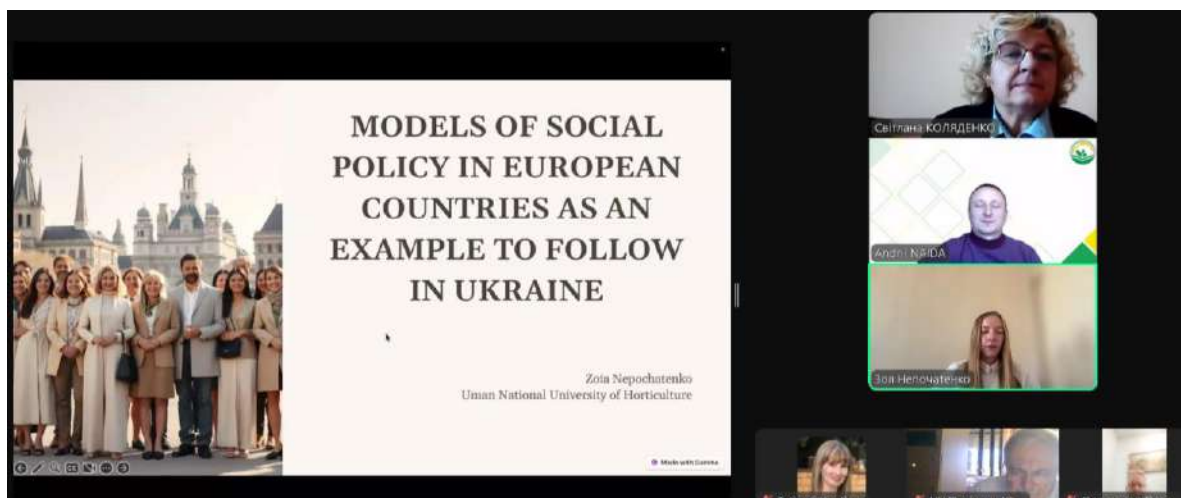 MODELS OF SOCIAL
POLICY IN EUROPEAN
COUNTRIES AS AN
EXAMPLE TO FOLLOW
IN UKRAINE
Zoia Nepochatenko
Uman National University of Horticulture
Made with Gamma
Світлана КОЛЯДЕНКО
Andrii NAIDA
Зоя Непочатенко